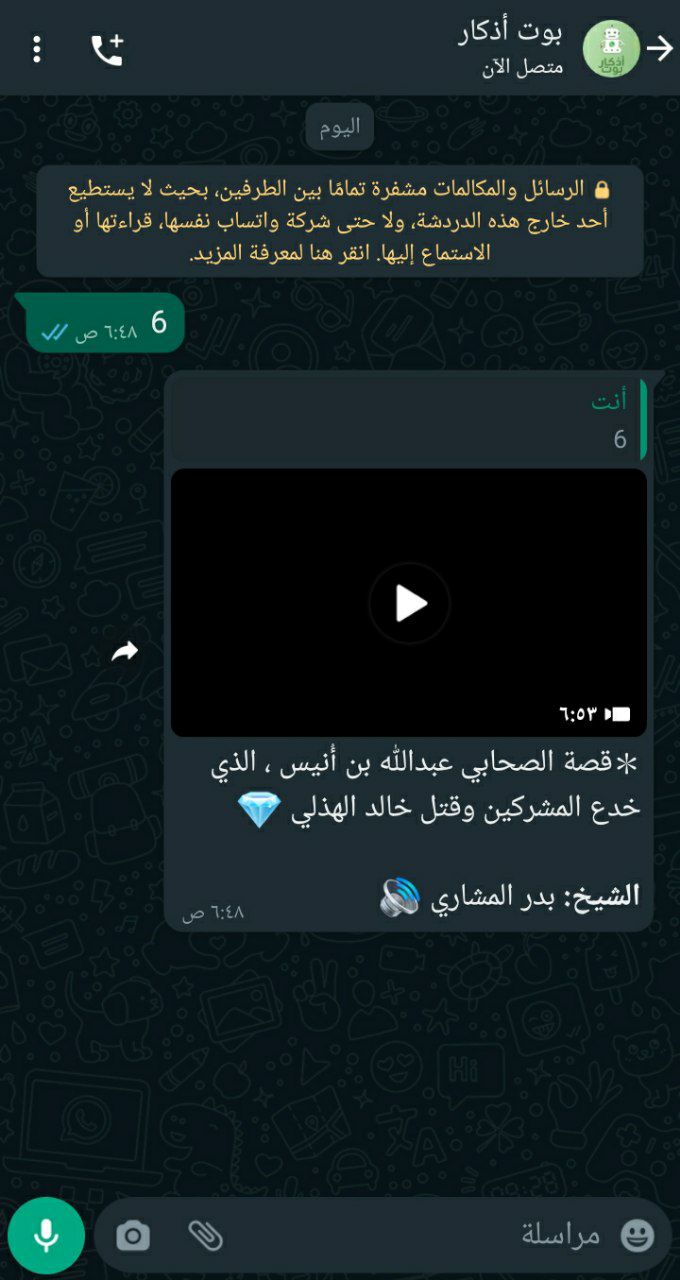 بوت أذكار
متصل الآن
أذكار
بوت
اليوم
🔒 الرسائل والمكالمات مشفرة تمامًا بين الطرفين، بحيث لا يستطيع
أحد خارج هذه الدردشة، ولا حتى شركة واتساب نفسها، قراءتها أو
الاستماع إليها. انقر هنا لمعرفة المزيد.
6
٦:٤٨ ص
أنت
6
٦:٥٣
*قصة الصحابي عبدالله بن أُنيس ، الذي
خدع المشركين وقتل خالد الهذلي 💎
الشيخ: بدر المشاري 🔊
٦:٤٨ ص
مراسلة